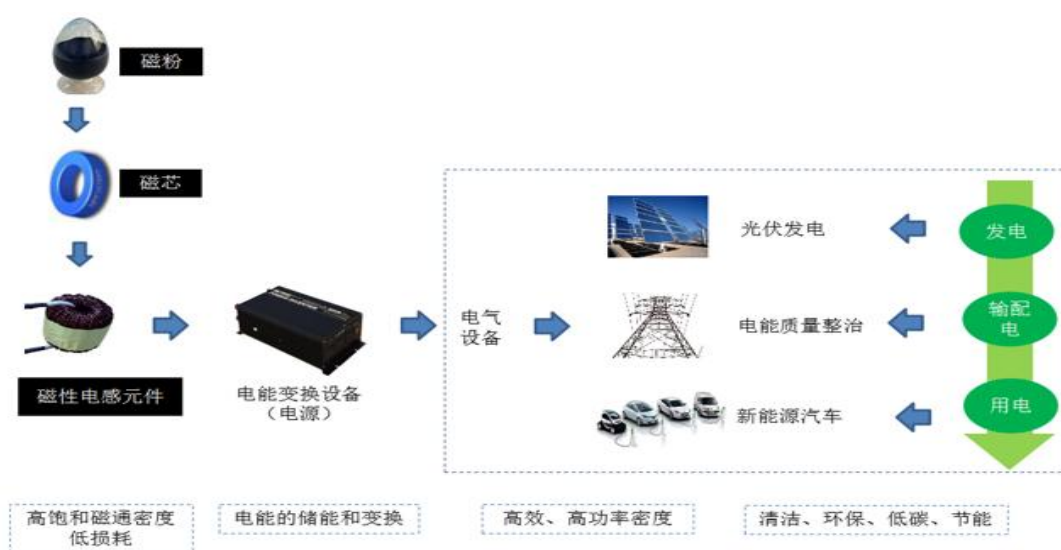 磁粉
磁芯
磁性电感元件
电能变换设备
（电源）
电气
设备
光伏发电
电能质量整治
新能源汽车
发电
输配
电
用电
高饱和磁通密度
低损耗
电能的储能和变换
高效、高功率密度
清洁、环保、低碳、节能